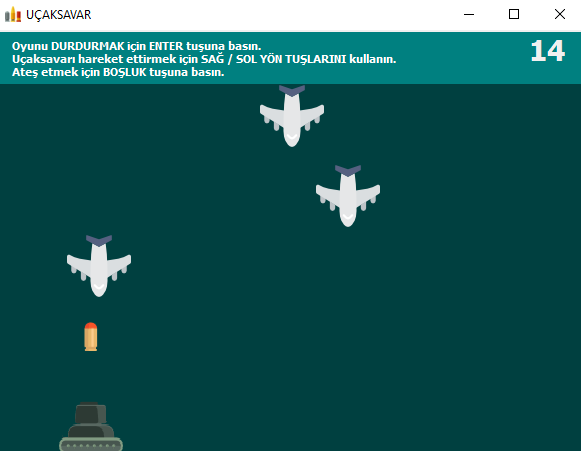 UÇAKSAVAR
Oyunu DURDURMAK için ENTER tuşuna basın.
Uçaksavarı hareket ettirmek için SAĞ / SOL YÖN TUŞLARINI kullanın.
Ateş etmek için BOŞLUK tuşuna basın.
14